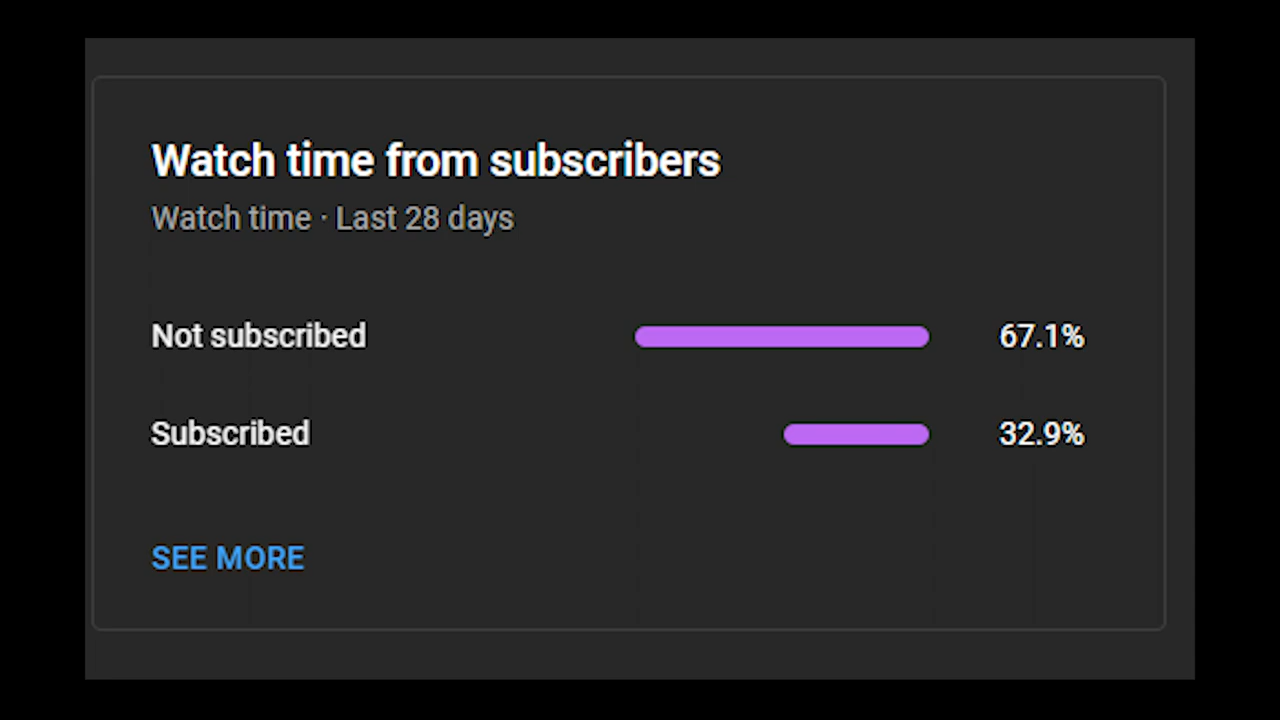 Watch time from subscribers
Watch time · Last 28 days
Not subscribed 67.1%
Subscribed 32.9%
SEE MORE